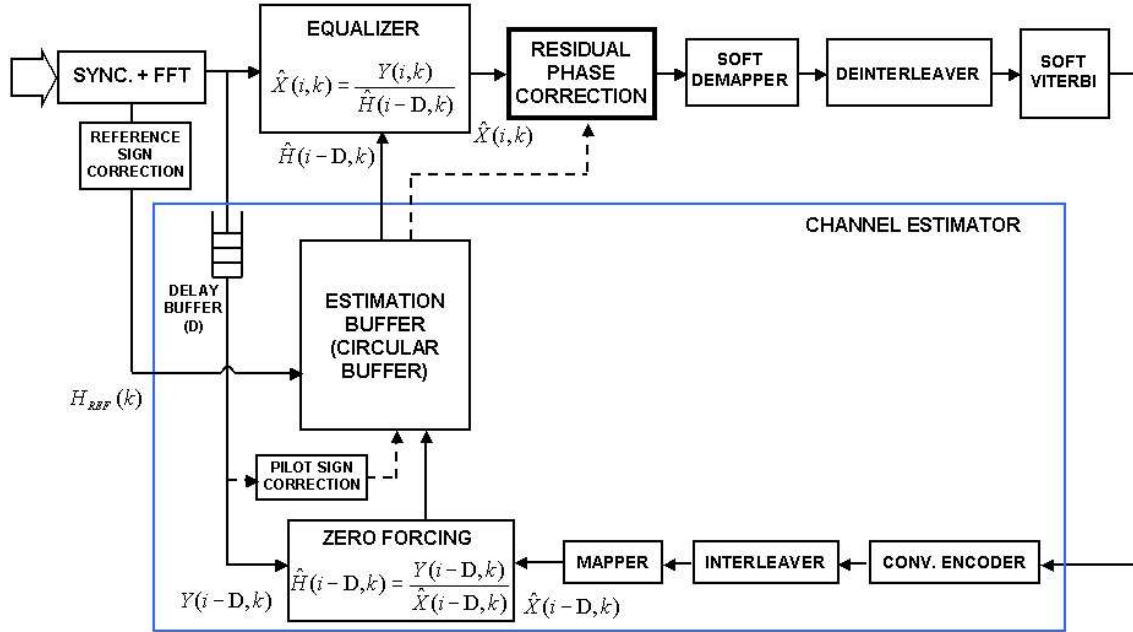 EQUALIZER
X̂(i,k) = Y(i,k) / Ĥ(i−D,k)
SYNC. + FFT
RESIDUAL
PHASE
CORRECTION
SOFT
DEMAPPER
DEINTERLEAVER
SOFT
VITERBI
REFERENCE
SIGN
CORRECTION
X̂(i,k)
Ĥ(i−D,k)
CHANNEL ESTIMATOR
DELAY
BUFFER
(D)
ESTIMATION
BUFFER
(CIRCULAR
BUFFER)
H_REF(k)
PILOT SIGN
CORRECTION
ZERO FORCING
Ĥ(i−D,k) = Y(i−D,k) / X̂(i−D,k)
MAPPER
INTERLEAVER
CONV. ENCODER
Y(i−D,k)
X̂(i−D,k)